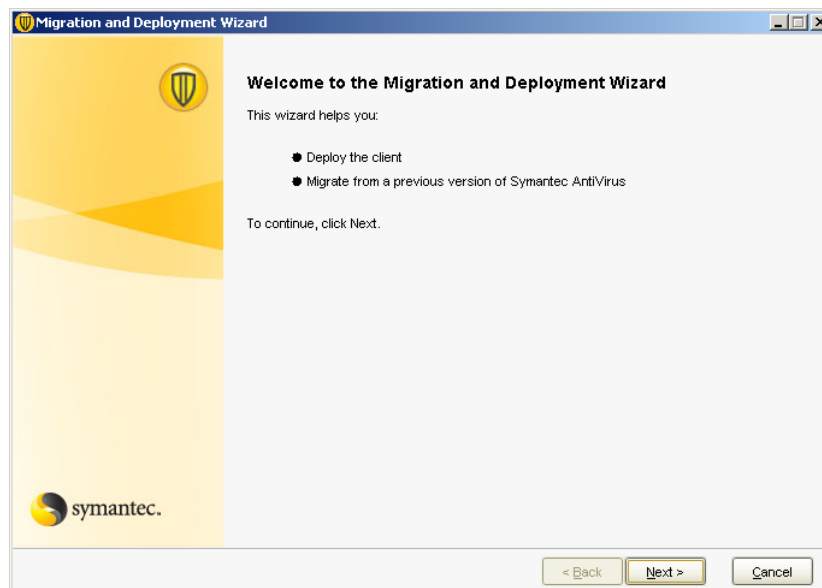 Migration and Deployment Wizard
Welcome to the Migration and Deployment Wizard
This wizard helps you:
● Deploy the client
● Migrate from a previous version of Symantec AntiVirus
To continue, click Next.
symantec.
< Back
Next >
Cancel